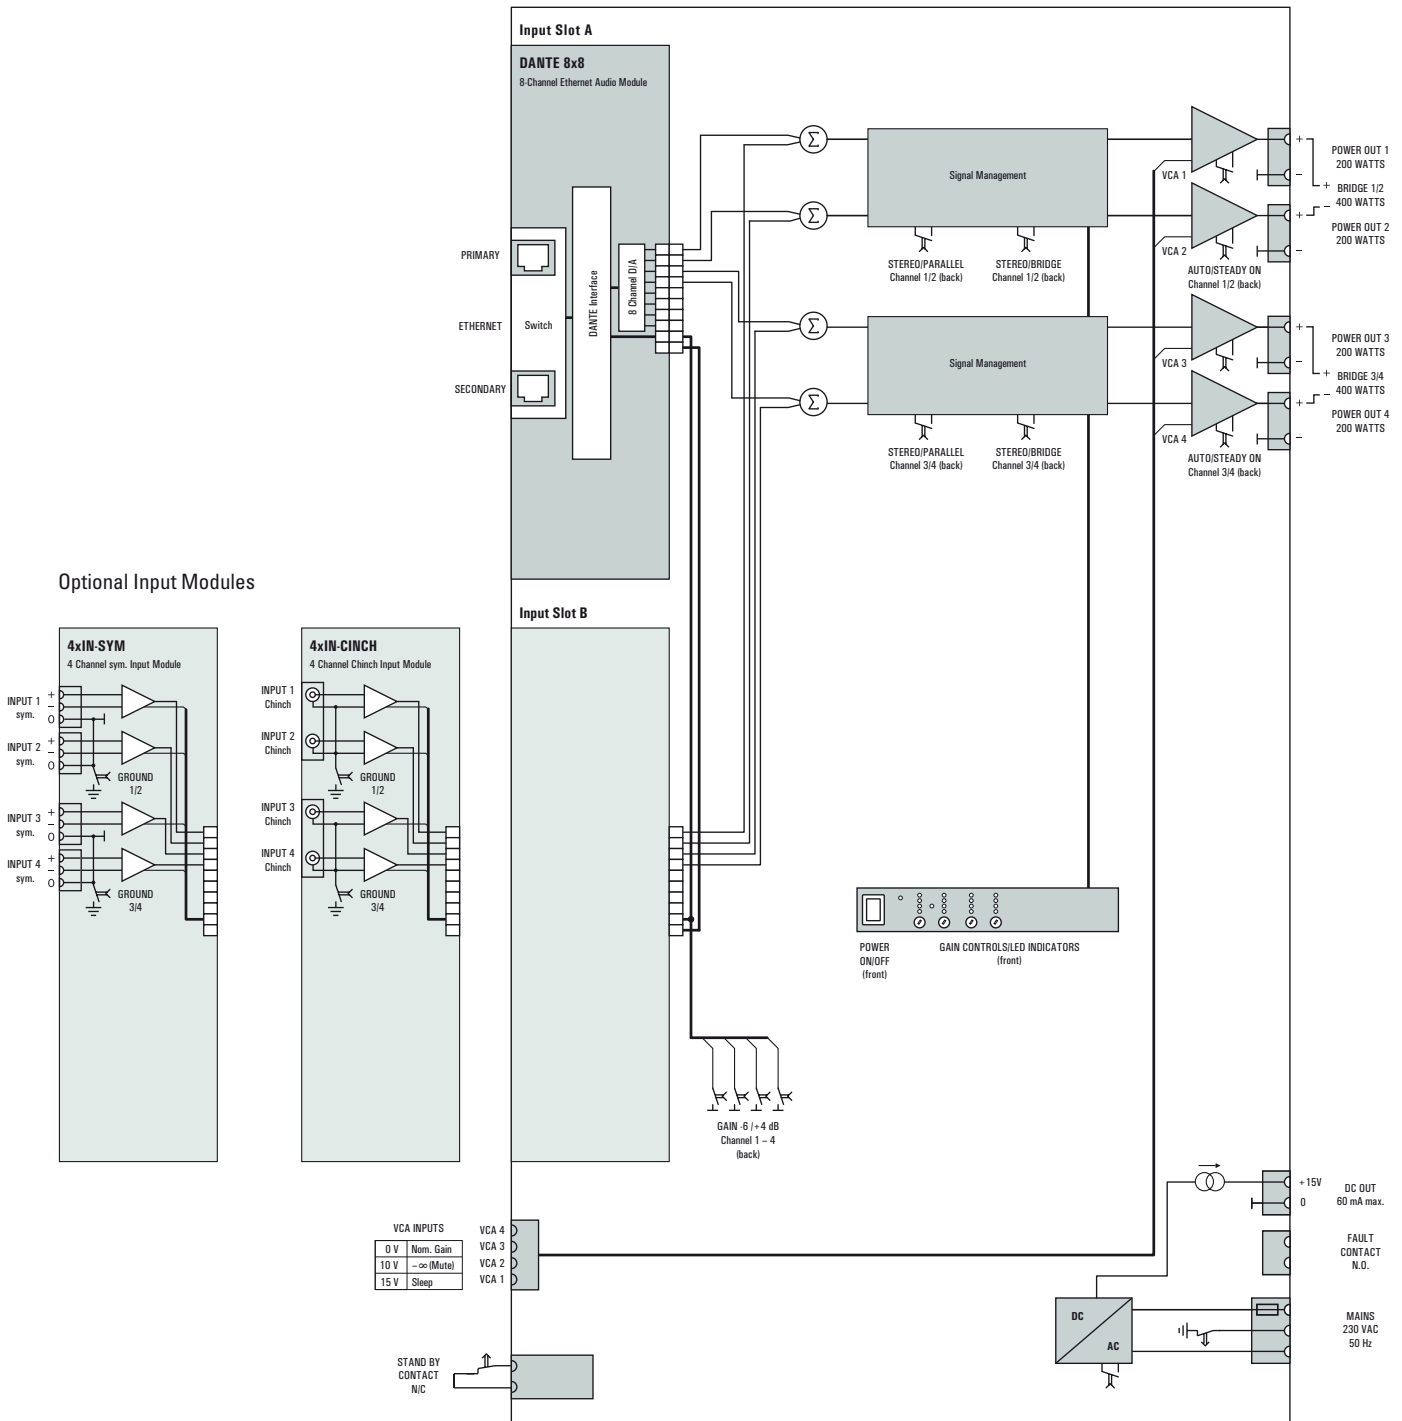 Input Slot A
DANTE 8x8
8-Channel Ethernet Audio Module
PRIMARY
ETHERNET
SECONDARY
Switch
DANTE Interface
8 Channel D/A
Σ
Σ
Σ
Σ
Signal Management
STEREO/PARALLEL
Channel 1/2 (back)
STEREO/BRIDGE
Channel 1/2 (back)
Signal Management
STEREO/PARALLEL
Channel 3/4 (back)
STEREO/BRIDGE
Channel 3/4 (back)
VCA 1
VCA 2
AUTO/STEADY ON
Channel 1/2 (back)
VCA 3
VCA 4
AUTO/STEADY ON
Channel 3/4 (back)
+
−
+
−
POWER OUT 1
200 WATTS
+ BRIDGE 1/2
− 400 WATTS
POWER OUT 2
200 WATTS
+
−
+
−
POWER OUT 3
200 WATTS
+ BRIDGE 3/4
− 400 WATTS
POWER OUT 4
200 WATTS
Optional Input Modules
4xIN-SYM
4 Channel sym. Input Module
INPUT 1
sym.
+
−
O
INPUT 2
sym.
+
−
O
GROUND
1/2
INPUT 3
sym.
+
−
O
INPUT 4
sym.
+
−
O
GROUND
3/4
4xIN-CINCH
4 Channel Chinch Input Module
INPUT 1
Chinch
INPUT 2
Chinch
GROUND
1/2
INPUT 3
Chinch
INPUT 4
Chinch
GROUND
3/4
Input Slot B
POWER
ON/OFF
(front)
GAIN CONTROLS/LED INDICATORS
(front)
GAIN -6 /+4 dB
Channel 1 – 4
(back)
VCA INPUTS
0 V Nom. Gain
10 V −∞ (Mute)
15 V Sleep
VCA 4
VCA 3
VCA 2
VCA 1
STAND BY
CONTACT
N/C
DC
AC
+15V
0
DC OUT
60 mA max.
FAULT
CONTACT
N.O.
MAINS
230 VAC
50 Hz